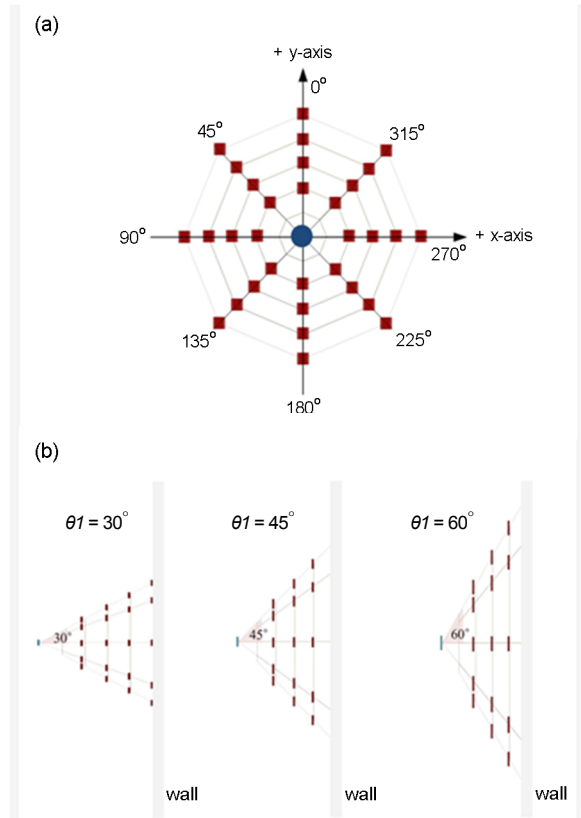 (a)
+ y-axis
0°
45°
315°
90°
+ x-axis
270°
135°
225°
180°
(b)
θ1 = 30°
θ1 = 45°
θ1 = 60°
30°
45°
60°
wall
wall
wall